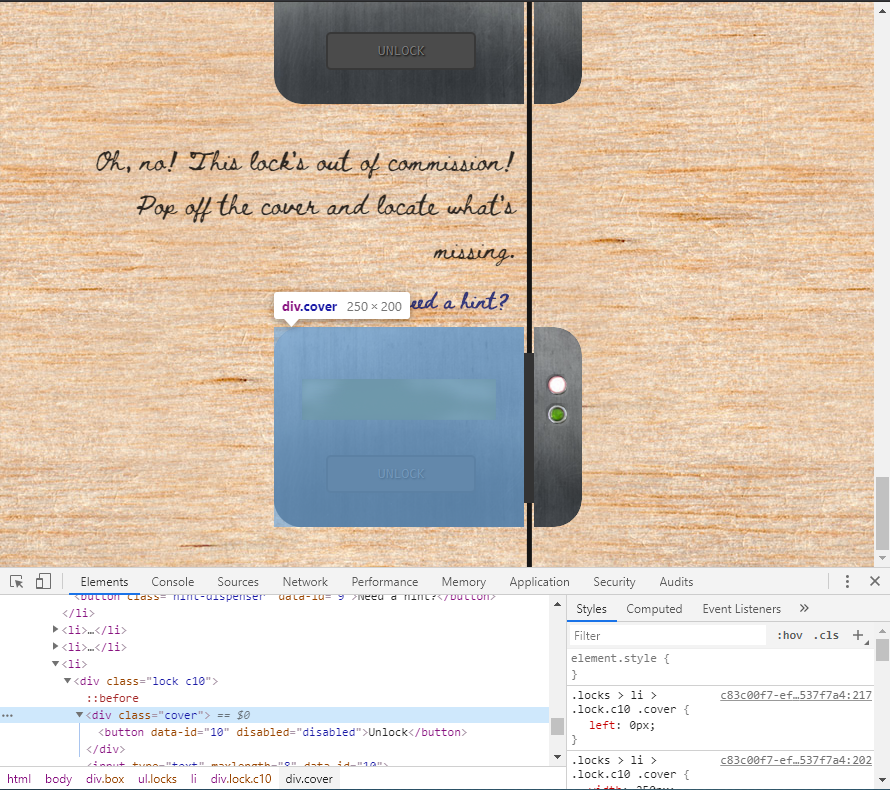 UNLOCK
Oh, no! This lock's out of commission!
Pop off the cover and locate what's
missing.
div.cover 250 × 200
eed a hint?
UNLOCK
Elements Console Sources Network Performance Memory Application Security Audits
<button class="hint-dispenser" data-id="9">Need a hint?</button>
</li>
<li>…</li>
<li>…</li>
<li>
<div class="lock c10">
::before
<div class="cover"> == $0
<button data-id="10" disabled="disabled">Unlock</button>
</div>
<input type="text" maxlength="8" data-id="10">
html body div.box ul.locks li div.lock.c10 div.cover
Styles Computed Event Listeners »
Filter :hov .cls +
element.style {
}
.locks > li > c83c00f7-ef…537f7a4:217
.lock.c10 .cover {
left: 0px;
}
.locks > li > c83c00f7-ef…537f7a4:202
.lock.c10 .cover {
width: 250px;